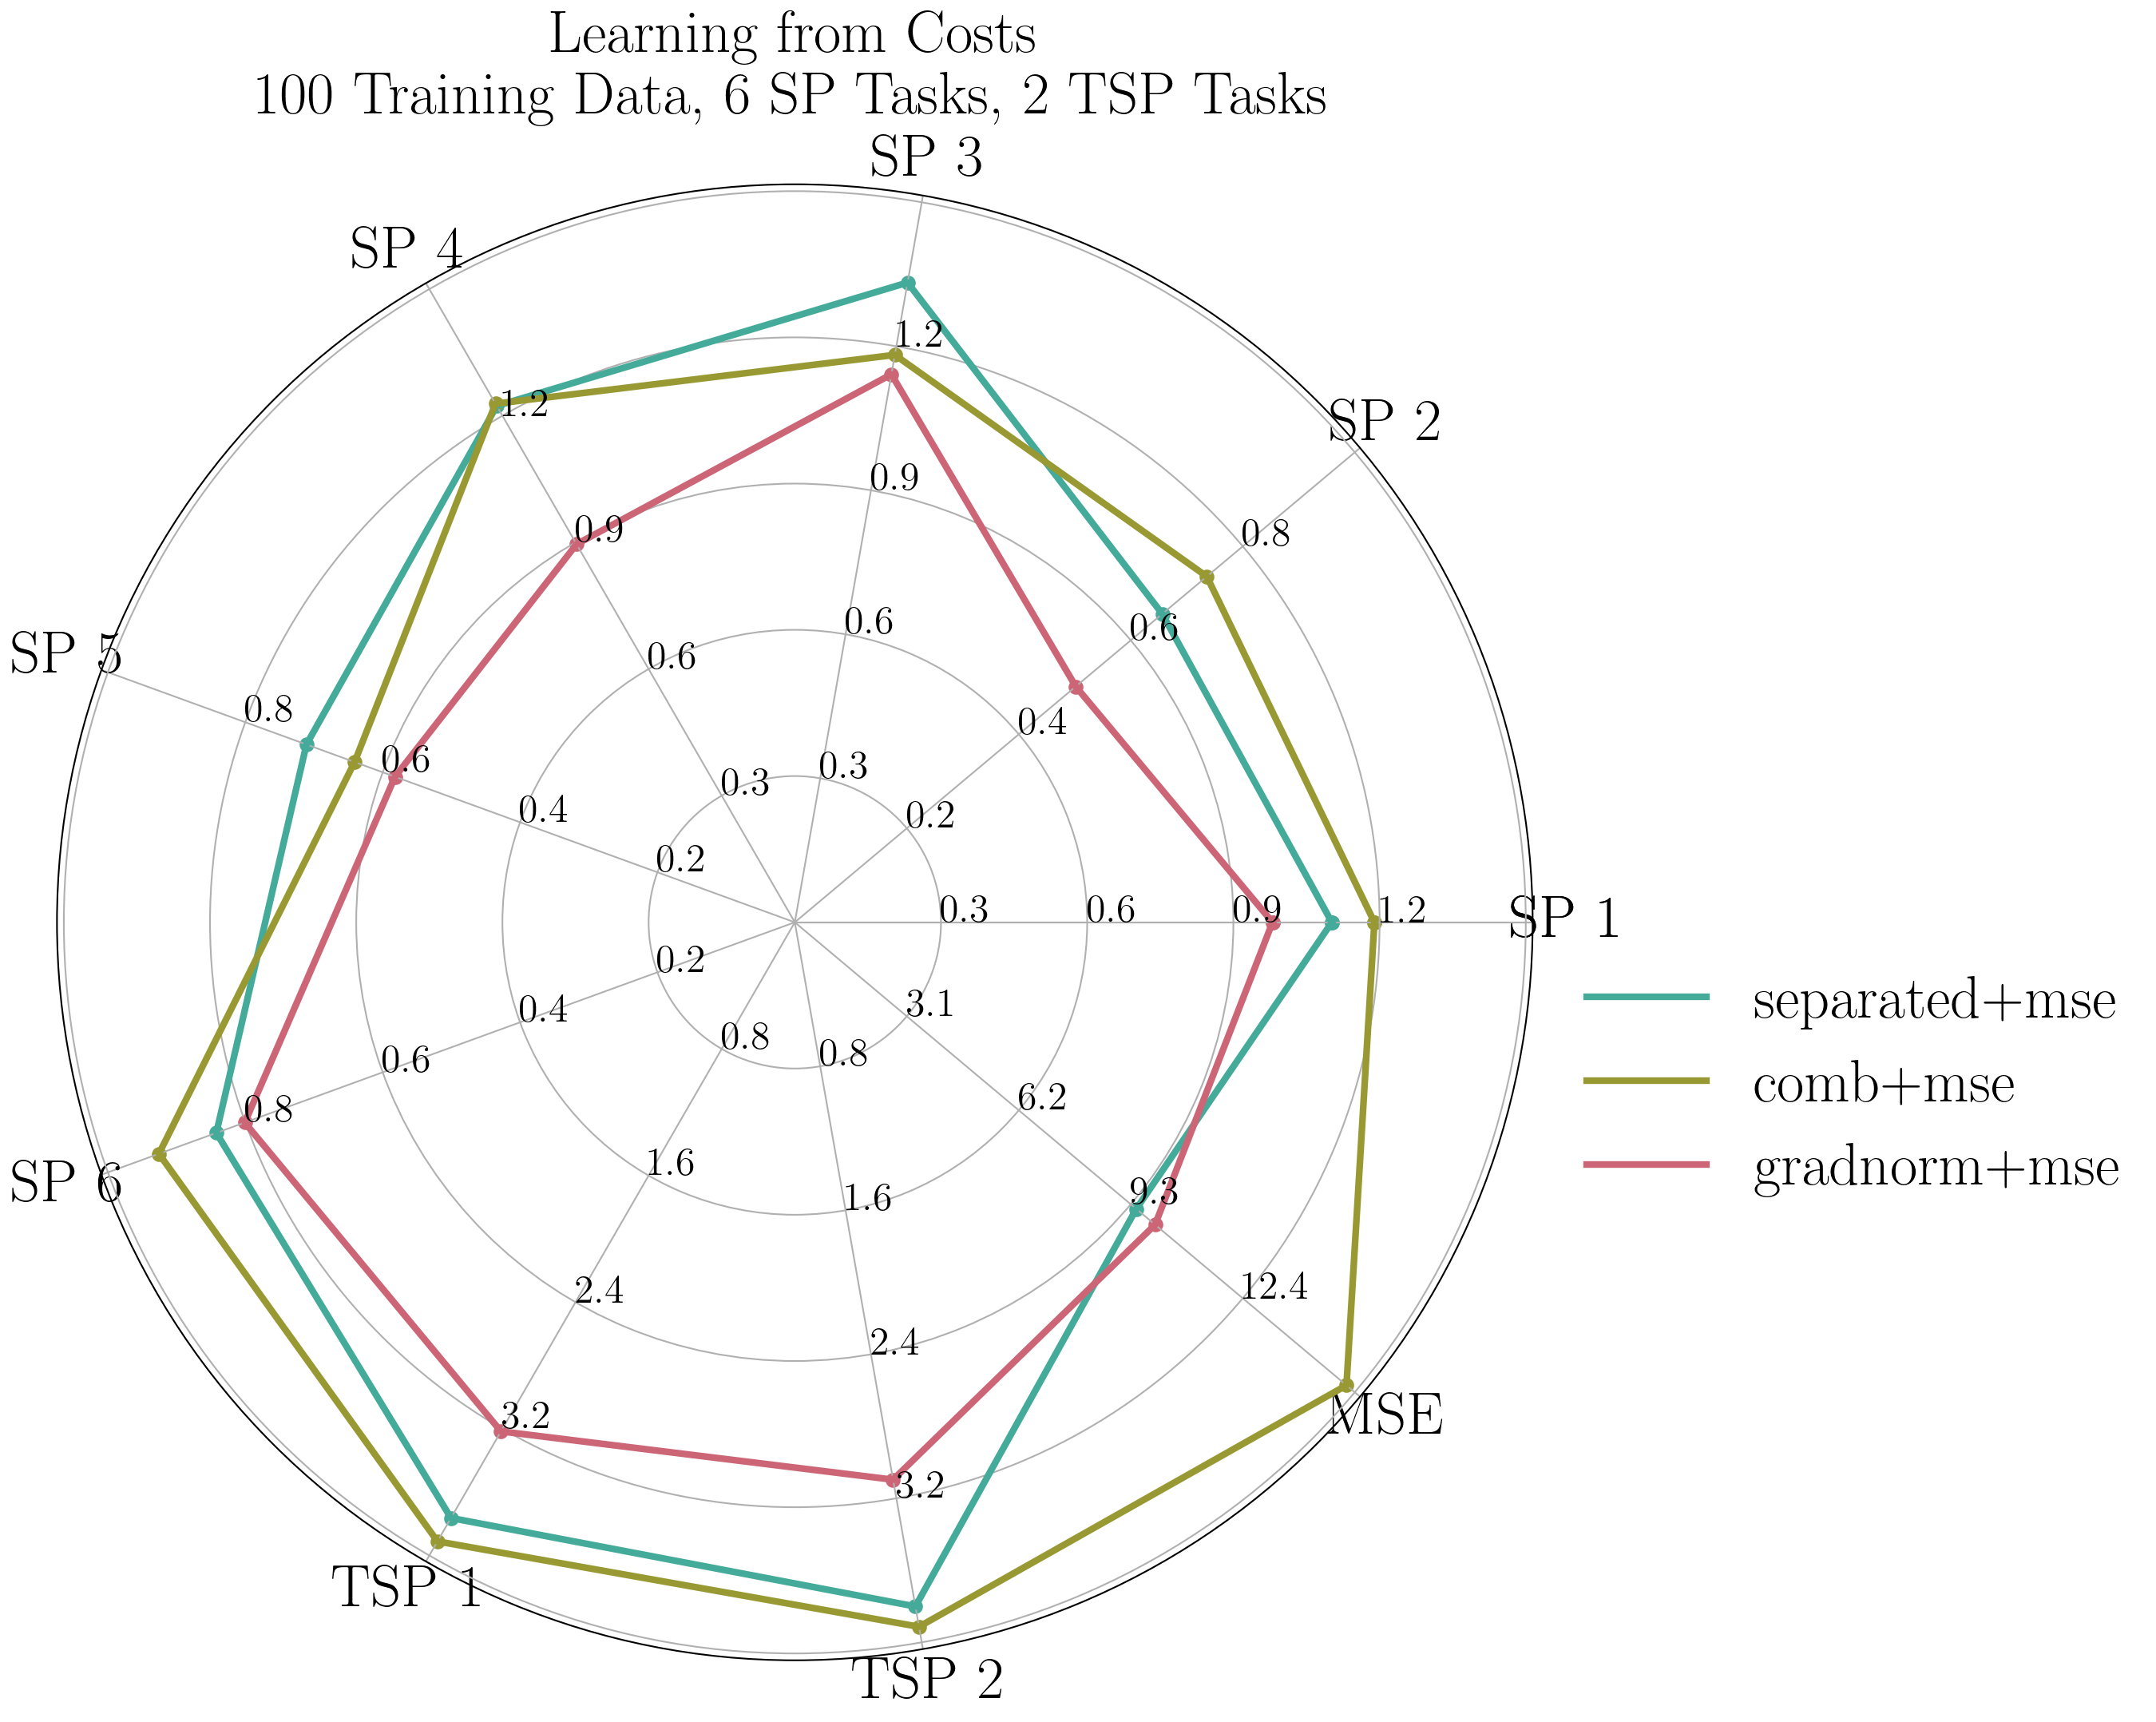 Learning from Costs
100 Training Data, 6 SP Tasks, 2 TSP Tasks
SP 3
SP 4
1.2
SP 2
1.2
0.9
0.9
0.8
0.6
0.6
0.6
SP 5
0.8
0.6
0.4
0.4
0.3
0.3
0.2
0.2
SP 1
0.3
0.6
0.9
1.2
0.2
0.4
0.6
0.8
SP 6
0.8
0.8
3.1
6.2
9.3
12.4
MSE
1.6
1.6
2.4
2.4
3.2
3.2
TSP 1
TSP 2
separated+mse
comb+mse
gradnorm+mse